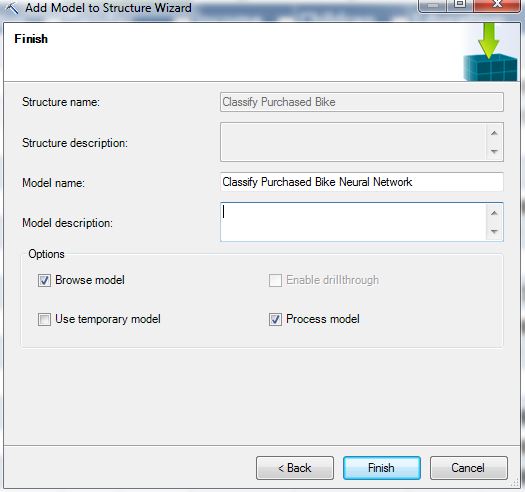 Add Model to Structure Wizard
Finish
Structure name: Classify Purchased Bike
Structure description:
Model name: Classify Purchased Bike Neural Network
Model description:
Options
Browse model Enable drillthrough
Use temporary model Process model
< Back Finish Cancel